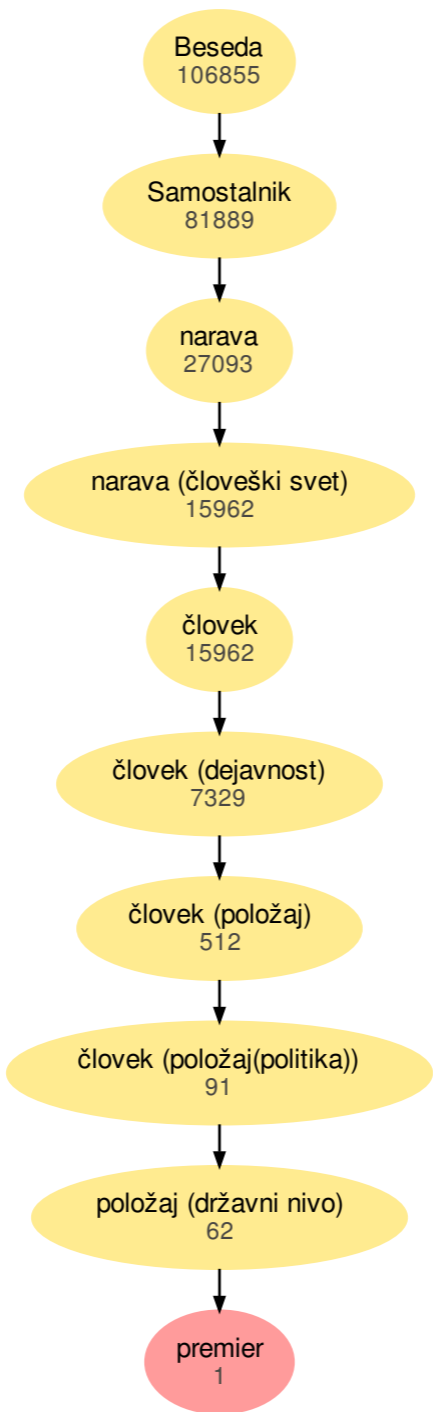 Beseda
106855
Samostalnik
81889
narava
27093
narava (človeški svet)
15962
človek
15962
človek (dejavnost)
7329
človek (položaj)
512
človek (položaj(politika))
91
položaj (državni nivo)
62
premier
1